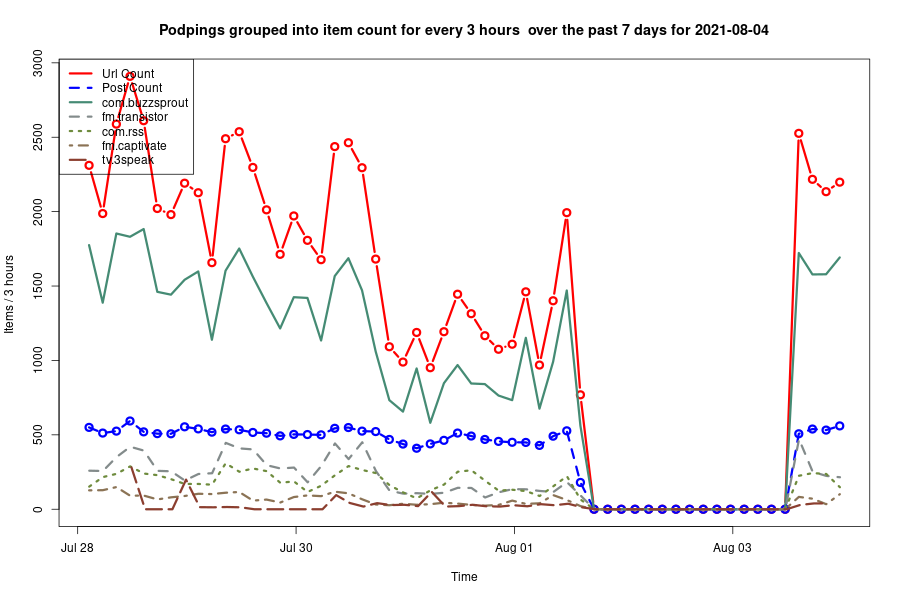 Podpings grouped into item count for every 3 hours  over the past 7 days for 2021-08-04
Items / 3 hours
3000
2500
2000
1500
1000
500
0
Url Count
Post Count
com.buzzsprout
fm.transistor
com.rss
fm.captivate
tv.3speak
Jul 28
Jul 30
Aug 01
Aug 03
Time